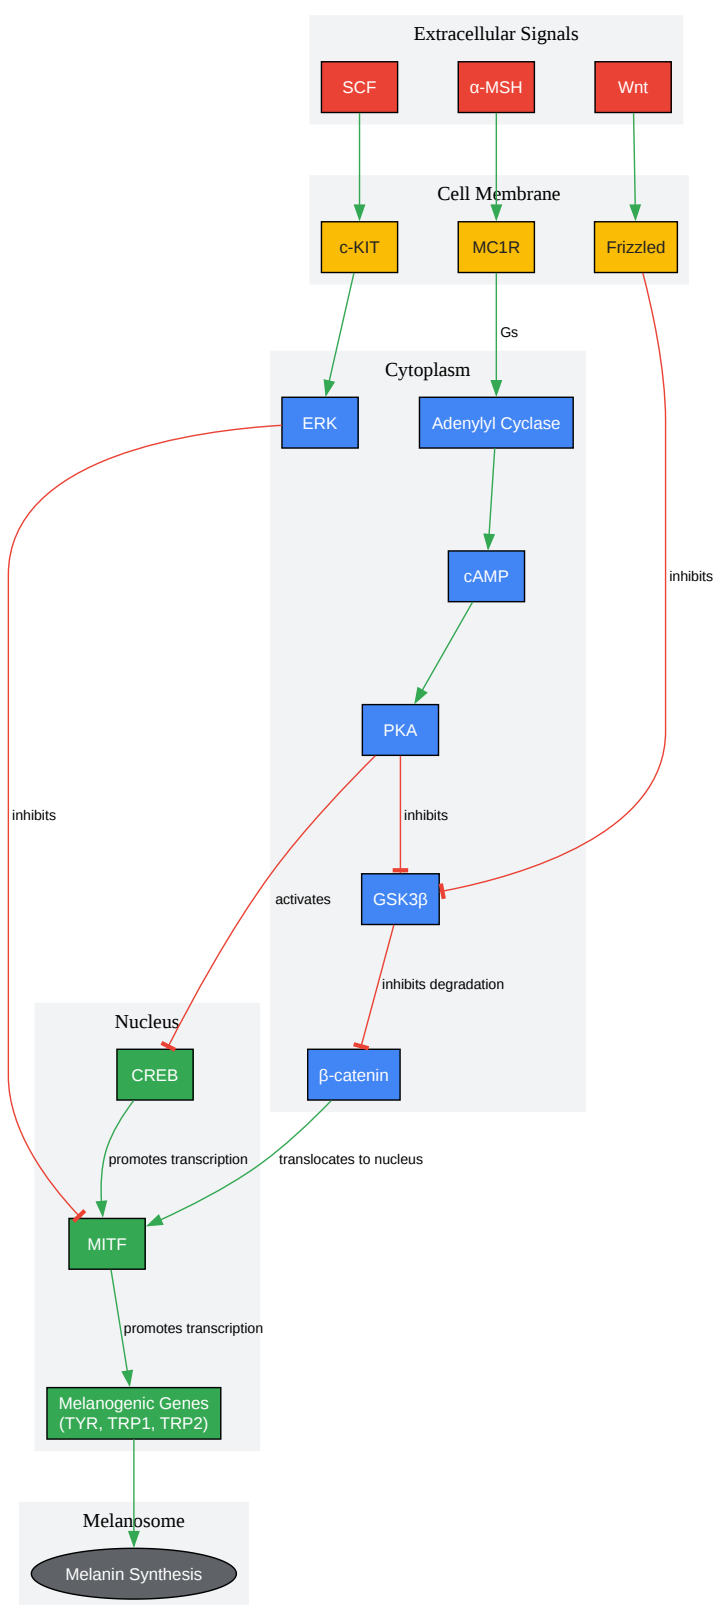 Extracellular Signals
SCF
α-MSH
Wnt
Cell Membrane
c-KIT
MC1R
Frizzled
Gs
Cytoplasm
ERK
Adenylyl Cyclase
cAMP
inhibits
PKA
inhibits
inhibits
activates
GSK3β
inhibits degradation
Nucleus
CREB
β-catenin
promotes transcription
translocates to nucleus
MITF
promotes transcription
Melanogenic Genes
(TYR, TRP1, TRP2)
Melanosome
Melanin Synthesis